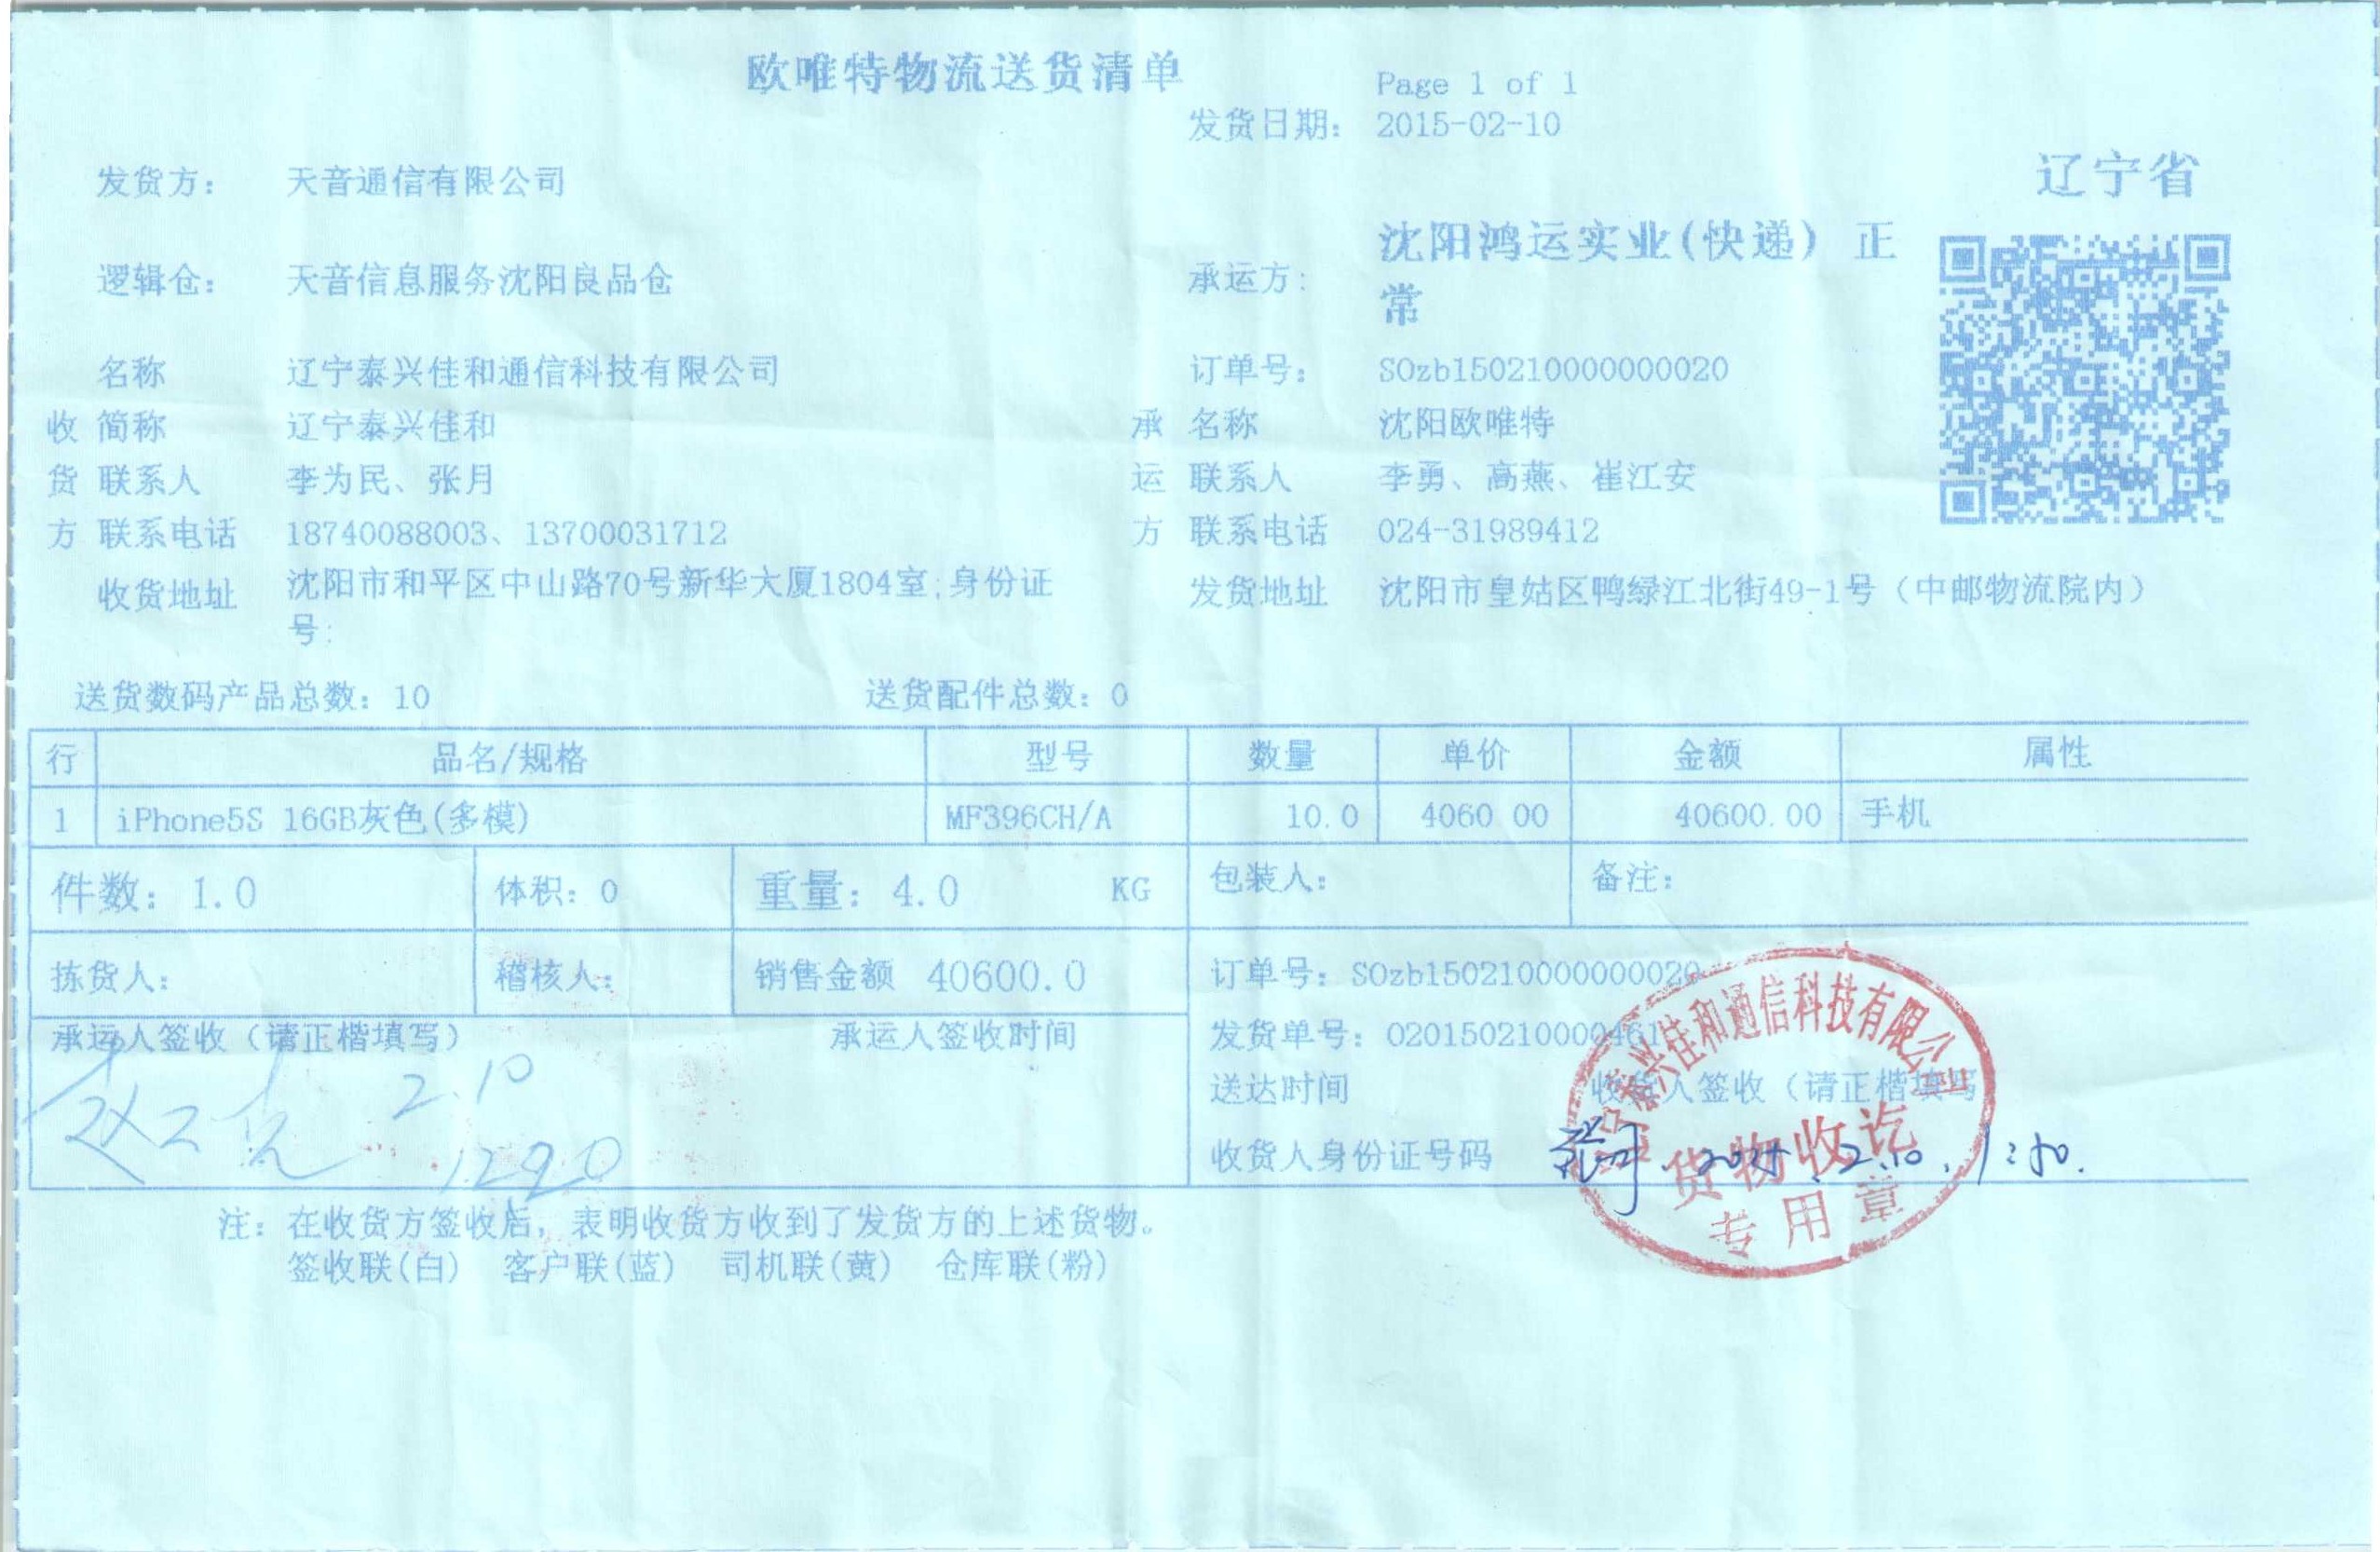 欧唯特物流送货清单
Page 1 of 1
发货日期： 2015-02-10
辽宁省
发货方： 天音通信有限公司
逻辑仓： 天音信息服务沈阳良品仓
承运方： 沈阳鸿运实业(快递) 正
常
名称 辽宁泰兴佳和通信科技有限公司 订单号： SOzb150210000000020
收 简称 辽宁泰兴佳和 承 名称 沈阳欧唯特
货 联系人 李为民、张月 运 联系人 李勇、高燕、崔江安
方 联系电话 18740088003、13700031712 方 联系电话 024-31989412
收货地址 沈阳市和平区中山路70号新华大厦1804室;身份证
号:
发货地址 沈阳市皇姑区鸭绿江北街49-1号（中邮物流院内）
送货数码产品总数：10 送货配件总数：0
行 品名/规格 型号 数量 单价 金额 属性
1 iPhone5S 16GB灰色(多模) MF396CH/A 10.0 4060.00 40600.00 手机
件数：1.0 体积：0 重量：4.0 KG 包装人： 备注：
拣货人： 稽核人： 销售金额 40600.0 订单号：SOzb150210000000020
承运人签收（请正楷填写） 承运人签收时间 发货单号：0201502100000461
2.10
1220
送达时间 收货人签收（请正楷填写
收货人身份证号码 2015.2.10. 1:50.
泰兴佳和通信科技有限公司
货物收讫
专用章
注：在收货方签收后，表明收货方收到了发货方的上述货物。
签收联(白) 客户联(蓝) 司机联(黄) 仓库联(粉)